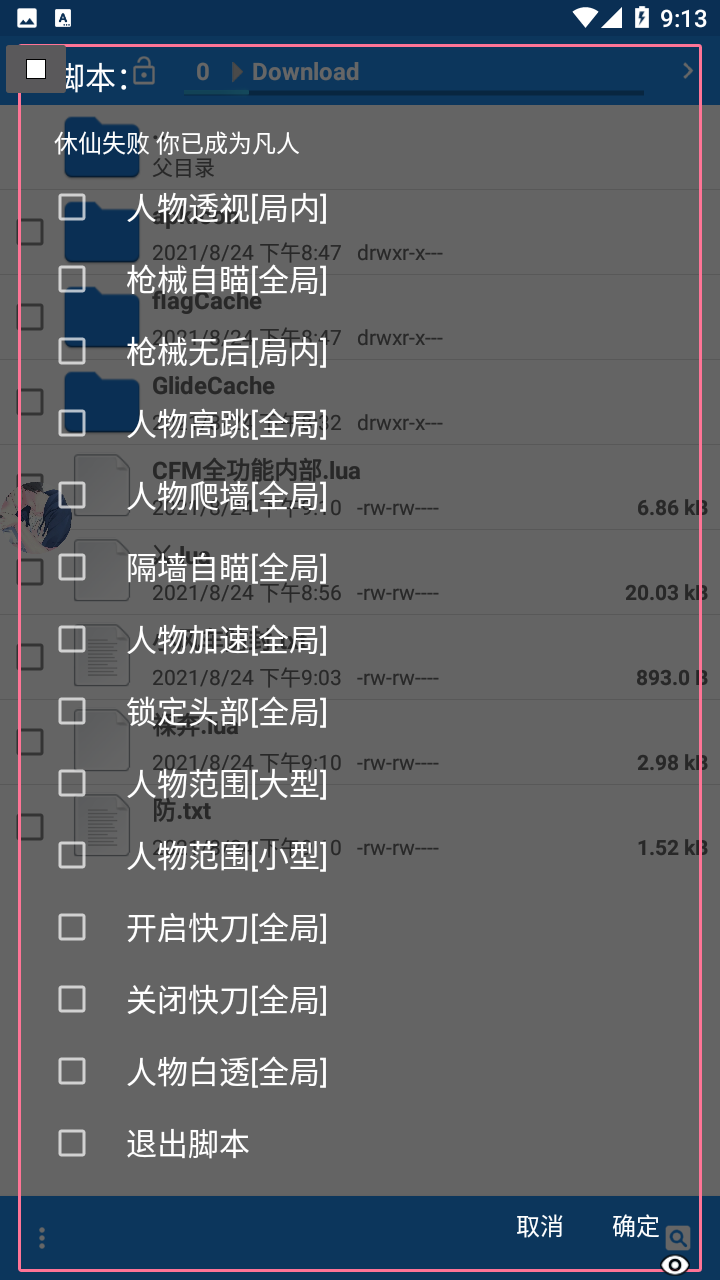 9:13
脚本:
0 Download
休仙失败 你已成为凡人
父目录
人物透视[局内]
2021/8/24 下午8:47 drwxr-x---
枪械自瞄[全局]
flagCache
2021/8/24 下午8:47 drwxr-x---
枪械无后[局内]
GlideCache
人物高跳[全局]
drwxr-x---
CFM全功能内部.lua
人物爬墙[全局]
-rw-rw---- 6.86 kB
隔墙自瞄[全局]
2021/8/24 下午8:56 -rw-rw---- 20.03 kB
人物加速[全局]
2021/8/24 下午9:03 -rw-rw---- 893.0 B
锁定头部[全局]
2021/8/24 下午9:10 -rw-rw---- 2.98 kB
人物范围[大型]
防.txt
人物范围[小型]
-rw-rw---- 1.52 kB
开启快刀[全局]
关闭快刀[全局]
人物白透[全局]
退出脚本
取消 确定